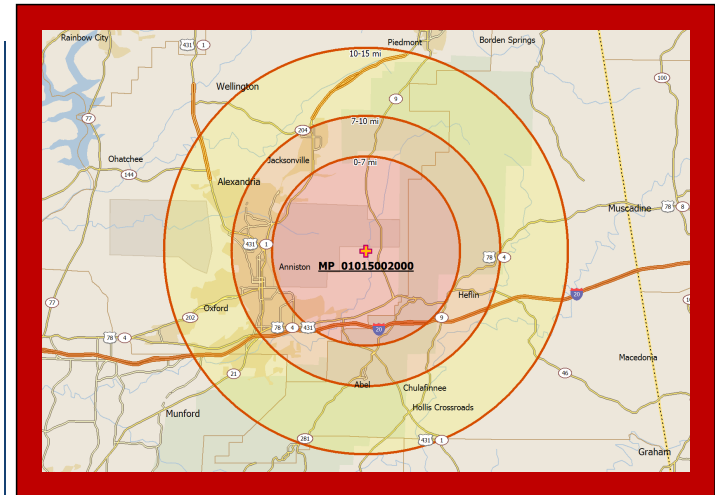 Rainbow City
431
1
Piedmont
Borden Springs
10-15 mi
100
Wellington
9
77
7-10 mi
204
0-7 mi
Ohatchee
Jacksonville
144
Alexandria
Muscadine
78
8
431
1
78
4
Anniston
MP_01015002000
20
Heflin
77
Oxford
202
9
78
4
431
20
78
4
Macedonia
21
46
Abel
Chulafinnee
Munford
Hollis Crossroads
281
431
1
Graham